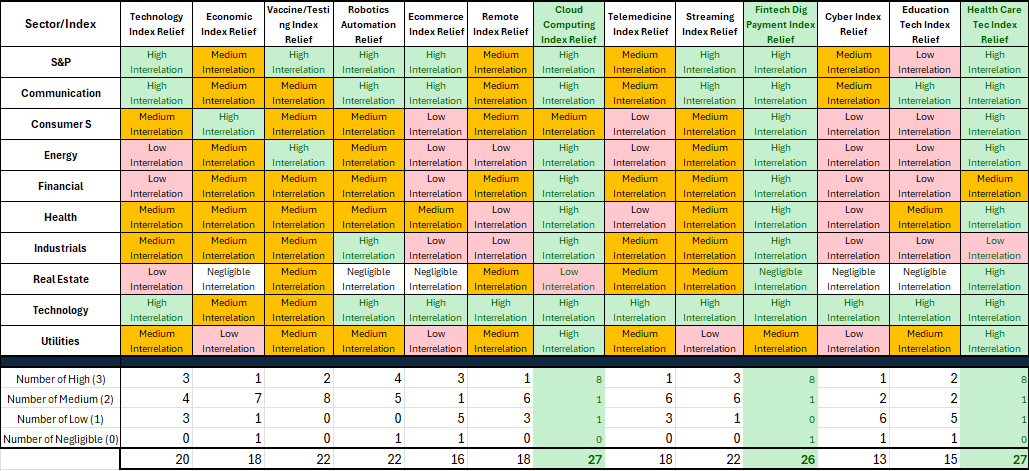 Sector/Index Technology Index Relief Economic Index Relief Vaccine/Testi ng Index Relief Robotics Automation Index Relief Ecommerce Index Relief Remote Index Relief Cloud Computing Index Relief Telemedicine Index Relief Streaming Index Relief Fintech Dig Payment Index Relief Cyber Index Relief Education Tech Index Relief Health Care Tec Index Relief
S&P High Interrelation Medium Interrelation High Interrelation High Interrelation High Interrelation Medium Interrelation High Interrelation Medium Interrelation High Interrelation High Interrelation Medium Interrelation Low Interrelation High Interrelation
Communication High Interrelation Medium Interrelation Medium Interrelation High Interrelation High Interrelation Medium Interrelation High Interrelation Medium Interrelation High Interrelation High Interrelation Medium Interrelation High Interrelation High Interrelation
Consumer S Medium Interrelation High Interrelation Medium Interrelation Medium Interrelation Low Interrelation Medium Interrelation Medium Interrelation Low Interrelation Medium Interrelation High Interrelation Low Interrelation Low Interrelation High Interrelation
Energy Low Interrelation Medium Interrelation High Interrelation Medium Interrelation Low Interrelation Low Interrelation High Interrelation Low Interrelation Medium Interrelation High Interrelation Low Interrelation Low Interrelation High Interrelation
Financial Low Interrelation Medium Interrelation Medium Interrelation Medium Interrelation Low Interrelation Medium Interrelation High Interrelation Medium Interrelation Medium Interrelation High Interrelation Low Interrelation Low Interrelation Medium Interrelation
Health Medium Interrelation Medium Interrelation Medium Interrelation Medium Interrelation Medium Interrelation Low Interrelation High Interrelation Low Interrelation Medium Interrelation High Interrelation Low Interrelation Medium Interrelation High Interrelation
Industrials Medium Interrelation Medium Interrelation Medium Interrelation High Interrelation Low Interrelation Low Interrelation High Interrelation Medium Interrelation Medium Interrelation High Interrelation Low Interrelation Low Interrelation Low Interrelation
Real Estate Low Interrelation Negligible Interrelation Medium Interrelation Negligible Interrelation Negligible Interrelation Medium Interrelation Low Interrelation Medium Interrelation Medium Interrelation Negligible Interrelation Negligible Interrelation Negligible Interrelation High Interrelation
Technology High Interrelation Medium Interrelation Medium Interrelation High Interrelation High Interrelation High Interrelation High Interrelation High Interrelation High Interrelation High Interrelation High Interrelation High Interrelation High Interrelation
Utilities Medium Interrelation Low Interrelation Medium Interrelation Medium Interrelation Low Interrelation Medium Interrelation High Interrelation Medium Interrelation Low Interrelation Medium Interrelation Low Interrelation Medium Interrelation High Interrelation
Number of High (3) 3 1 2 4 3 1 8 1 3 8 1 2 8
Number of Medium (2) 4 7 8 5 1 6 1 6 6 1 2 2 1
Number of Low (1) 3 1 0 0 5 3 1 3 1 0 6 5 1
Number of Negligible (0) 0 1 0 1 1 0 0 0 0 1 1 1 0
20 18 22 22 16 18 27 18 22 26 13 15 27